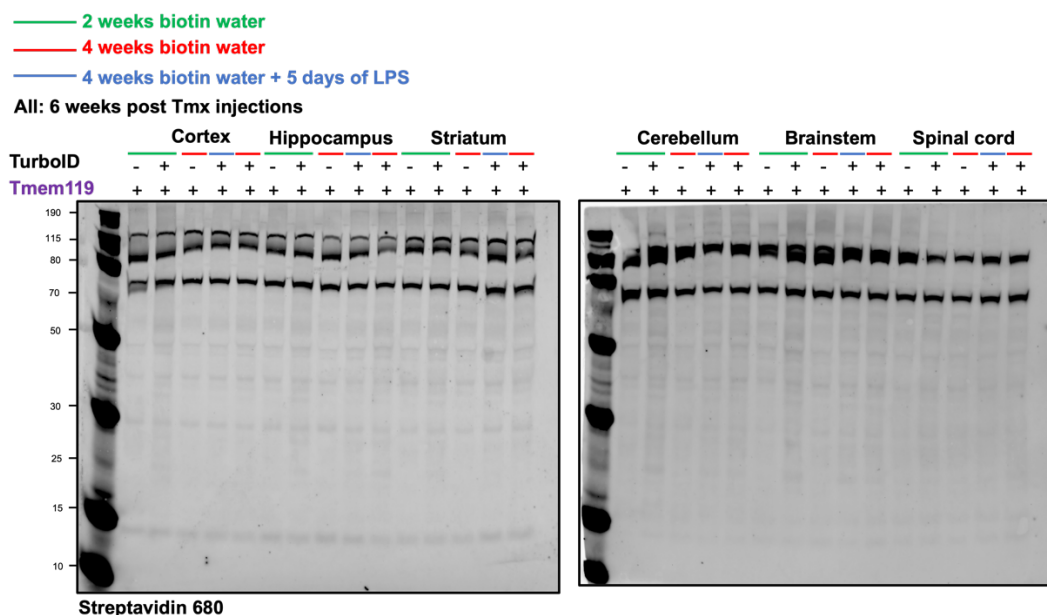 2 weeks biotin water
4 weeks biotin water
4 weeks biotin water + 5 days of LPS
All: 6 weeks post Tmx injections
Cortex Hippocampus Striatum Cerebellum Brainstem Spinal cord
TurboID - + - + + - + - + + - + - + + - + - + + - + - + + - + - + +
Tmem119 + + + + + + + + + + + + + + + + + + + + + + + + + + + + + +
190
115
80
70
50
30
25
15
10
Streptavidin 680